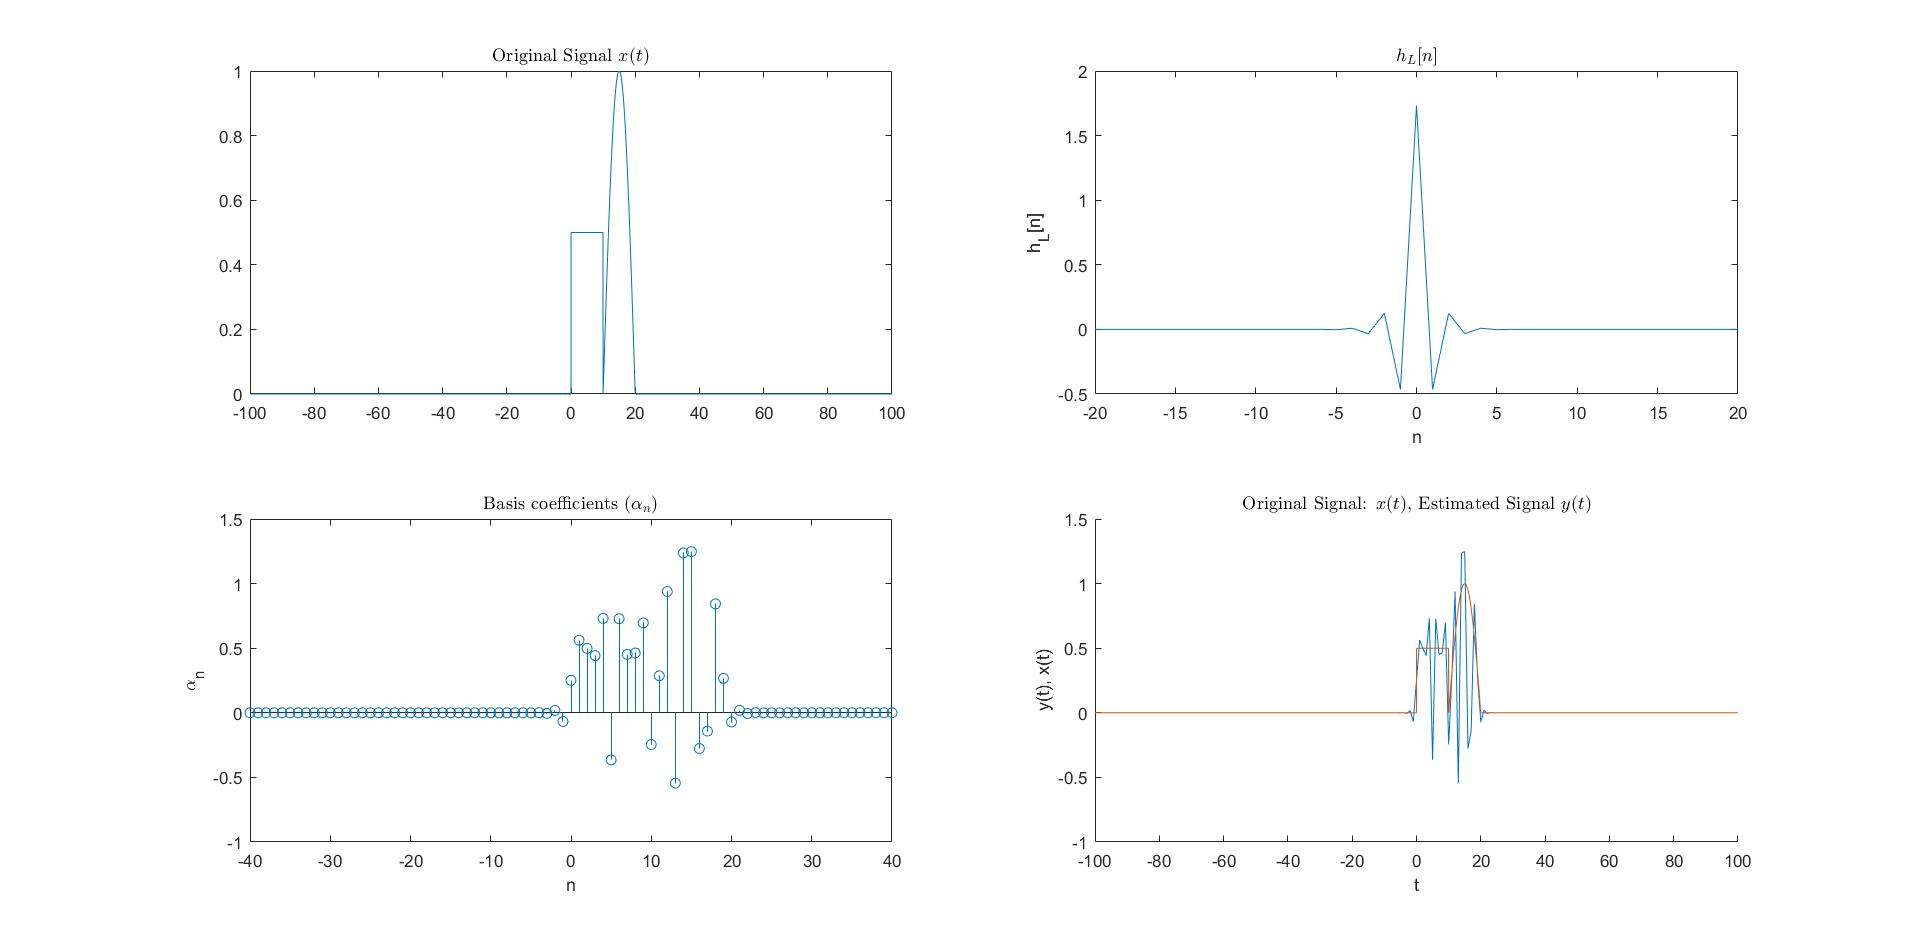 Original Signal x(t)
1
0.8
0.6
0.4
0.2
0
-100 -80 -60 -40 -20 0 20 40 60 80 100
h_L[n]
h_L[n]
2
1.5
1
0.5
0
-0.5
-20 -15 -10 -5 0 5 10 15 20
n
Basis coefficients (α_n)
α_n
1.5
1
0.5
0
-0.5
-1
-40 -30 -20 -10 0 10 20 30 40
n
Original Signal: x(t), Estimated Signal y(t)
y(t), x(t)
1.5
1
0.5
0
-0.5
-1
-100 -80 -60 -40 -20 0 20 40 60 80 100
t